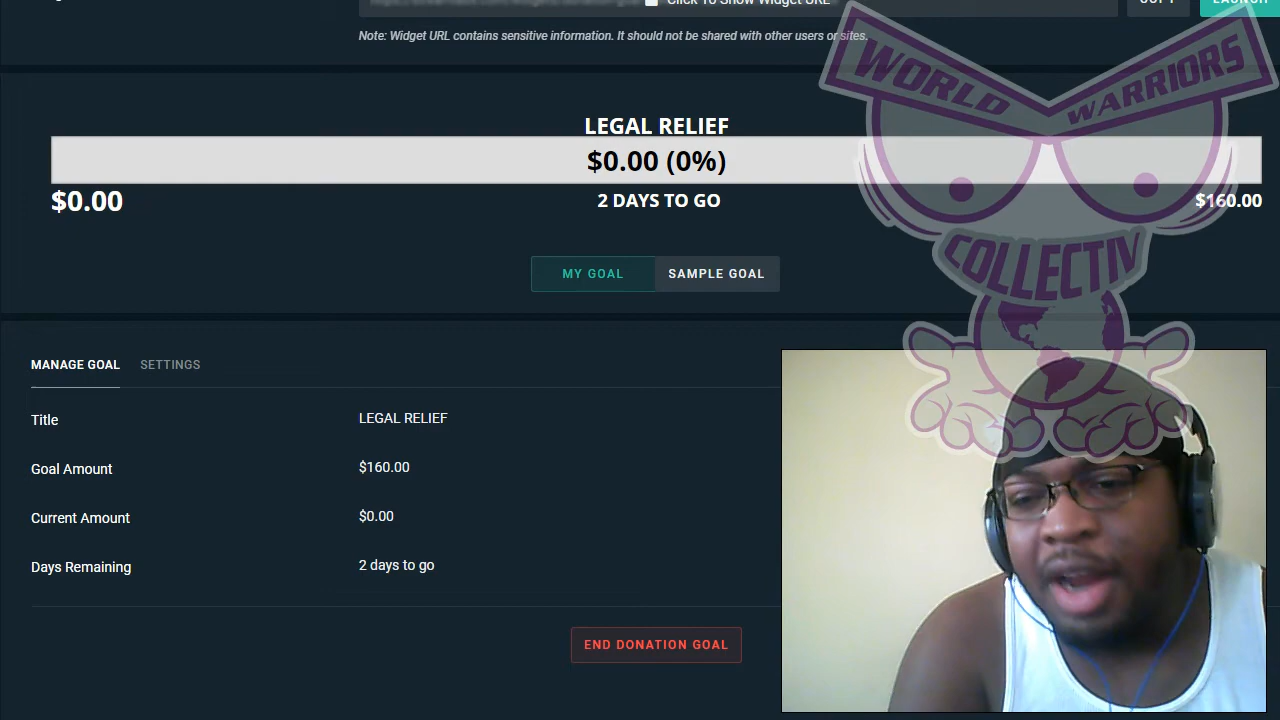 Click To Show Widget URL
COPY
LAUNCH
Note: Widget URL contains sensitive information. It should not be shared with other users or sites.
WORLD WARRIORS
COLLECTIV
LEGAL RELIEF
$0.00 (0%)
$0.00
2 DAYS TO GO
$160.00
MY GOAL
SAMPLE GOAL
MANAGE GOAL
SETTINGS
Title
LEGAL RELIEF
Goal Amount
$160.00
Current Amount
$0.00
Days Remaining
2 days to go
END DONATION GOAL